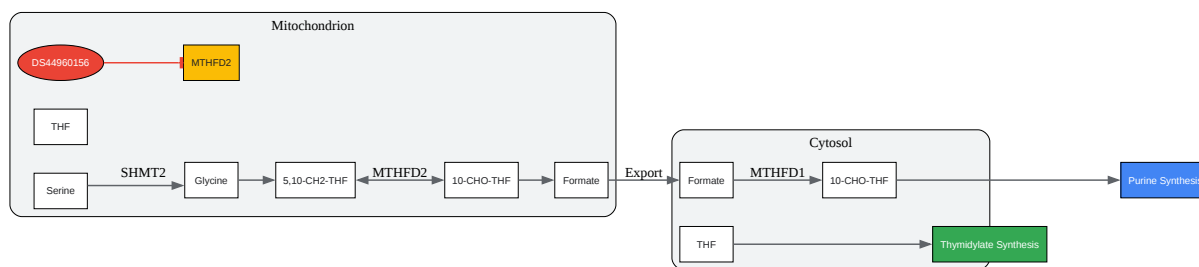 Mitochondrion
DS44960156
MTHFD2
THF
Serine
SHMT2
Glycine
5,10-CH2-THF
MTHFD2
10-CHO-THF
Formate
Export
Cytosol
Formate
MTHFD1
10-CHO-THF
Purine Synthesis
THF
Thymidylate Synthesis